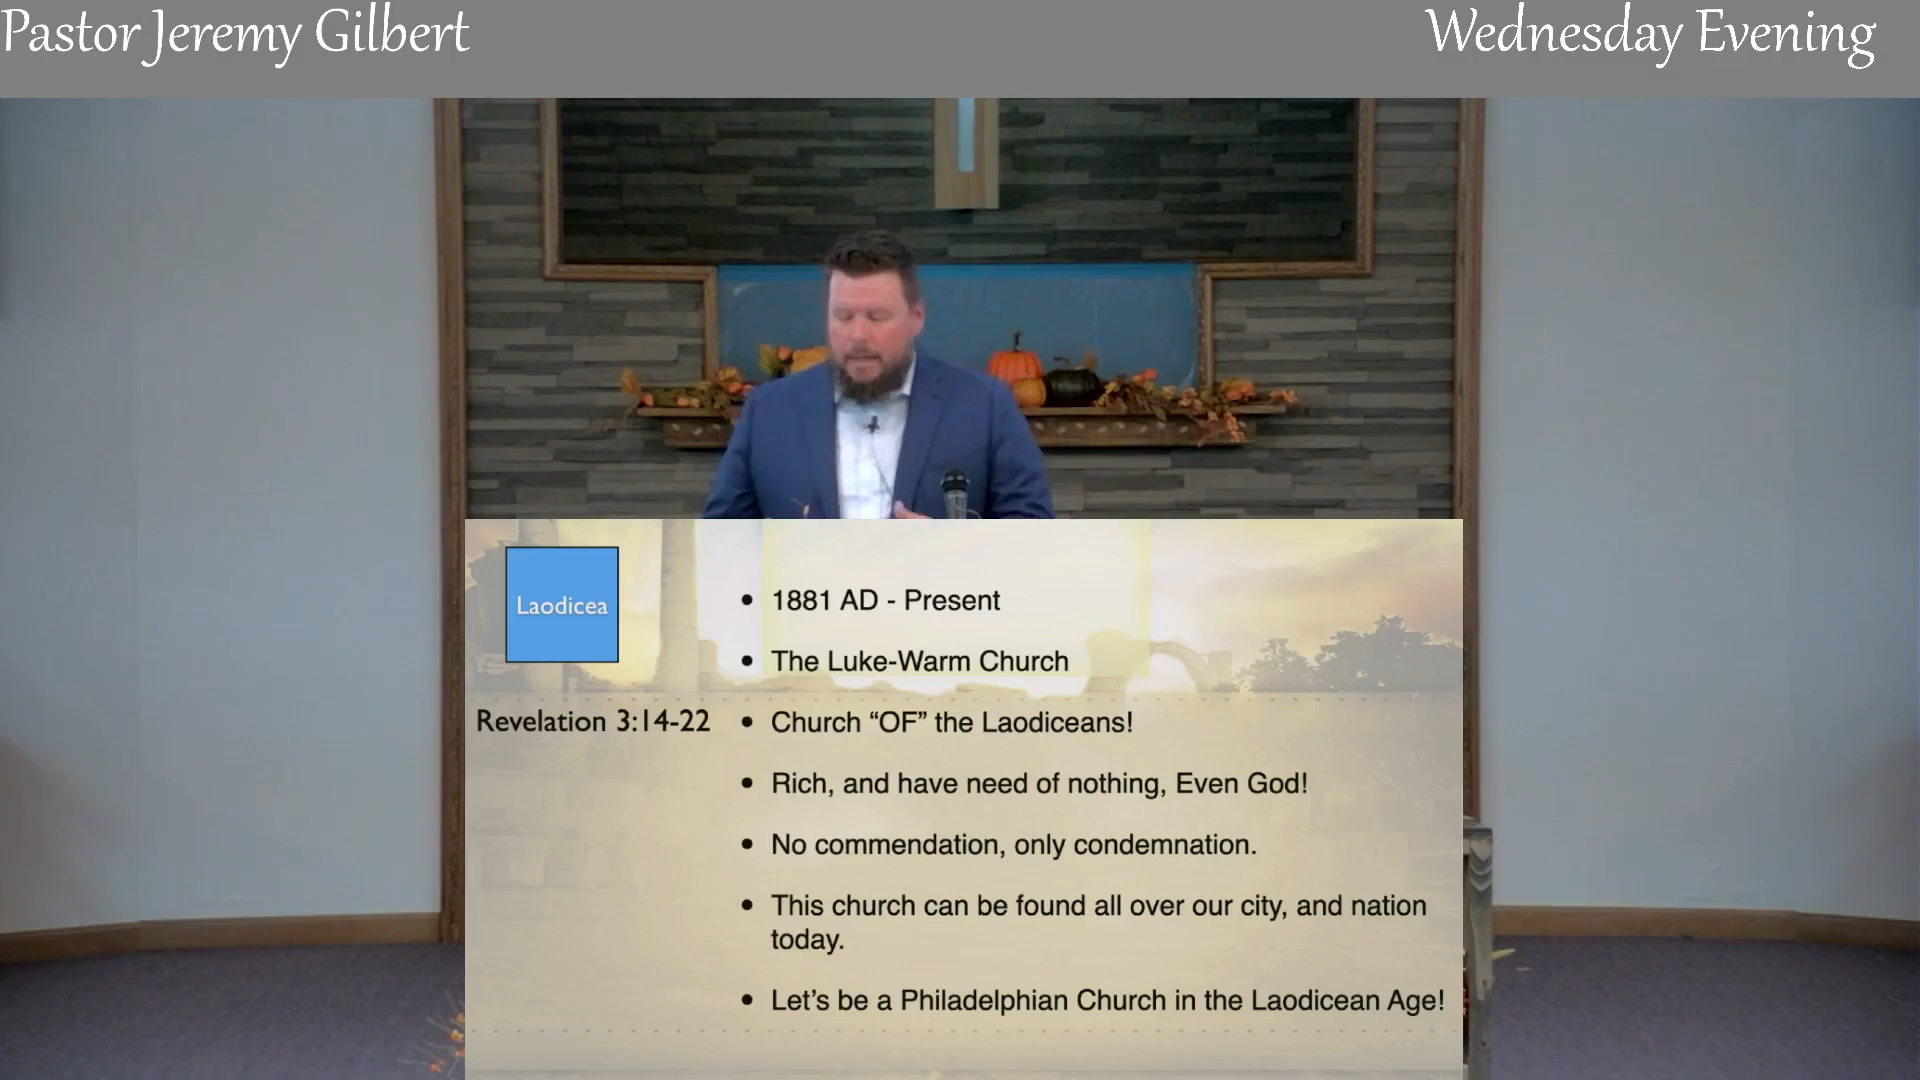 Pastor Jeremy Gilbert
Wednesday Evening
Laodicea
Revelation 3:14-22
• 1881 AD - Present
• The Luke-Warm Church
• Church “OF” the Laodiceans!
• Rich, and have need of nothing, Even God!
• No commendation, only condemnation.
• This church can be found all over our city, and nation
today.
• Let’s be a Philadelphian Church in the Laodicean Age!